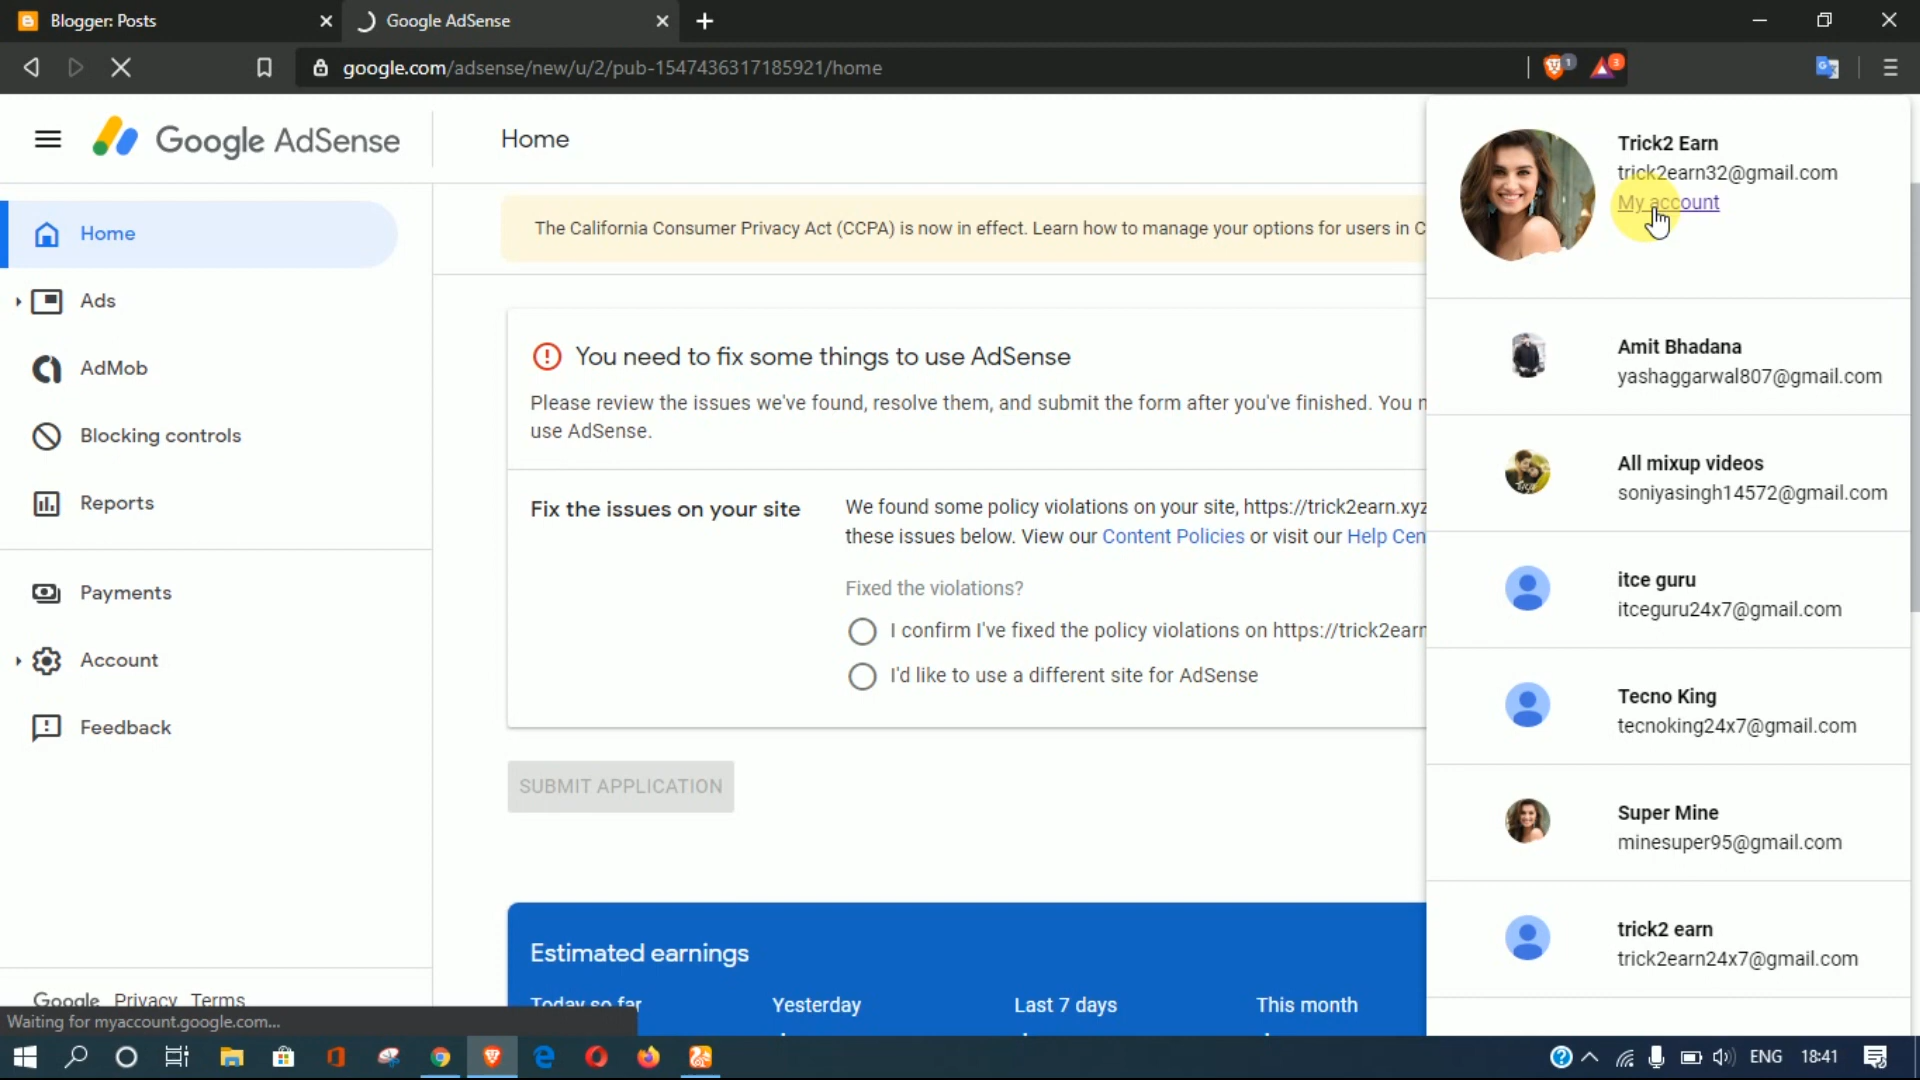 Blogger: Posts
Google AdSense
google.com/adsense/new/u/2/pub-1547436317185921/home
1
3
Google AdSense
Home
Home
Ads
AdMob
Blocking controls
Reports
Payments
Account
Feedback
Google Privacy Terms
Waiting for myaccount.google.com...
The California Consumer Privacy Act (CCPA) is now in effect. Learn how to manage your options for users in C
You need to fix some things to use AdSense
Please review the issues we've found, resolve them, and submit the form after you've finished. You
use AdSense.
Fix the issues on your site
We found some policy violations on your site, https://trick2earn.xyz
these issues below. View our Content Policies or visit our Help Cen
Fixed the violations?
I confirm I've fixed the policy violations on https://trick2earn
I'd like to use a different site for AdSense
SUBMIT APPLICATION
Estimated earnings
Today so far
Yesterday
Last 7 days
This month
Trick2 Earn
trick2earn32@gmail.com
My account
Amit Bhadana
yashaggarwal807@gmail.com
All mixup videos
soniyasingh14572@gmail.com
itce guru
itceguru24x7@gmail.com
Tecno King
tecnoking24x7@gmail.com
Super Mine
minesuper95@gmail.com
trick2 earn
trick2earn24x7@gmail.com
ENG
18:41